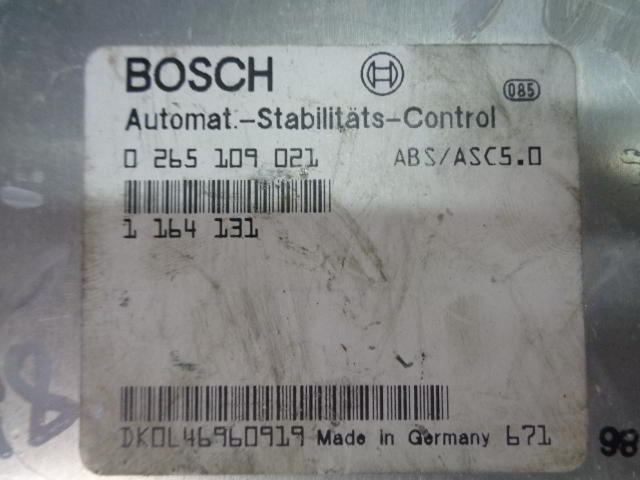 BOSCH
085
Automat.-Stabilitäts-Control
0 265 109 021 ABS/ASC5.0
1 164 131
DK0L46960919 Made in Germany 671
98